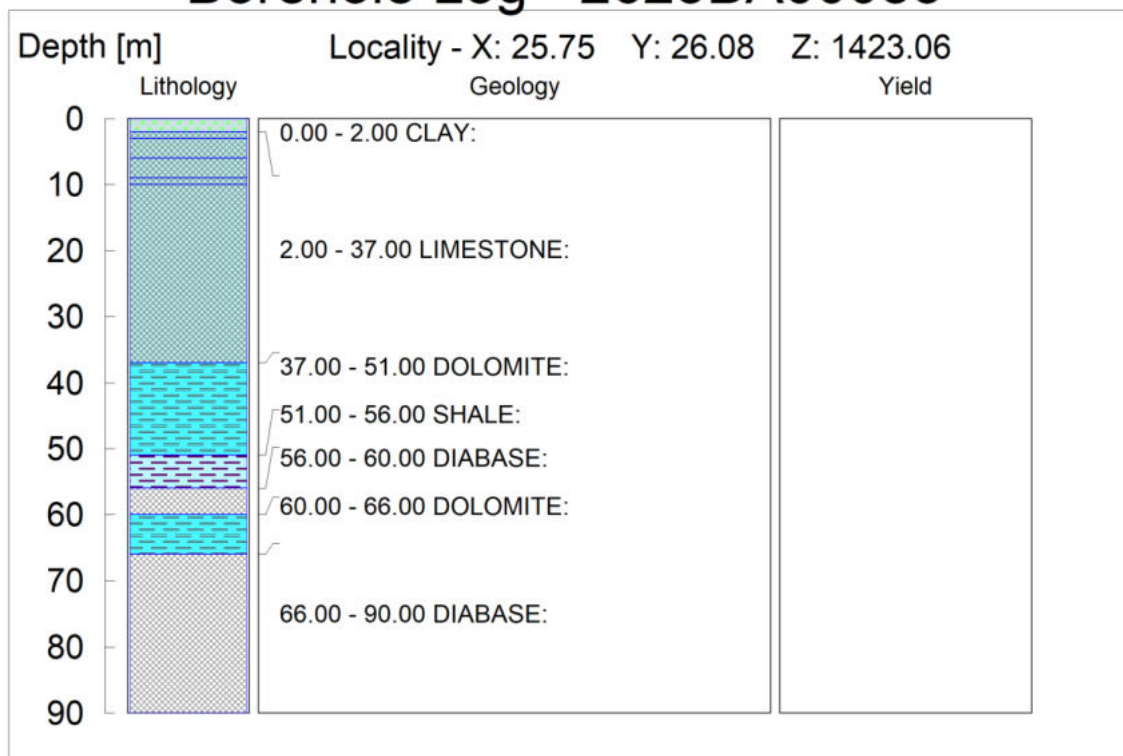 Depth [m] Locality - X: 25.75 Y: 26.08 Z: 1423.06
Lithology Geology Yield
0
0.00 - 2.00 CLAY:
10
20
2.00 - 37.00 LIMESTONE:
30
37.00 - 51.00 DOLOMITE:
40
51.00 - 56.00 SHALE:
50
56.00 - 60.00 DIABASE:
60
60.00 - 66.00 DOLOMITE:
70
66.00 - 90.00 DIABASE:
80
90